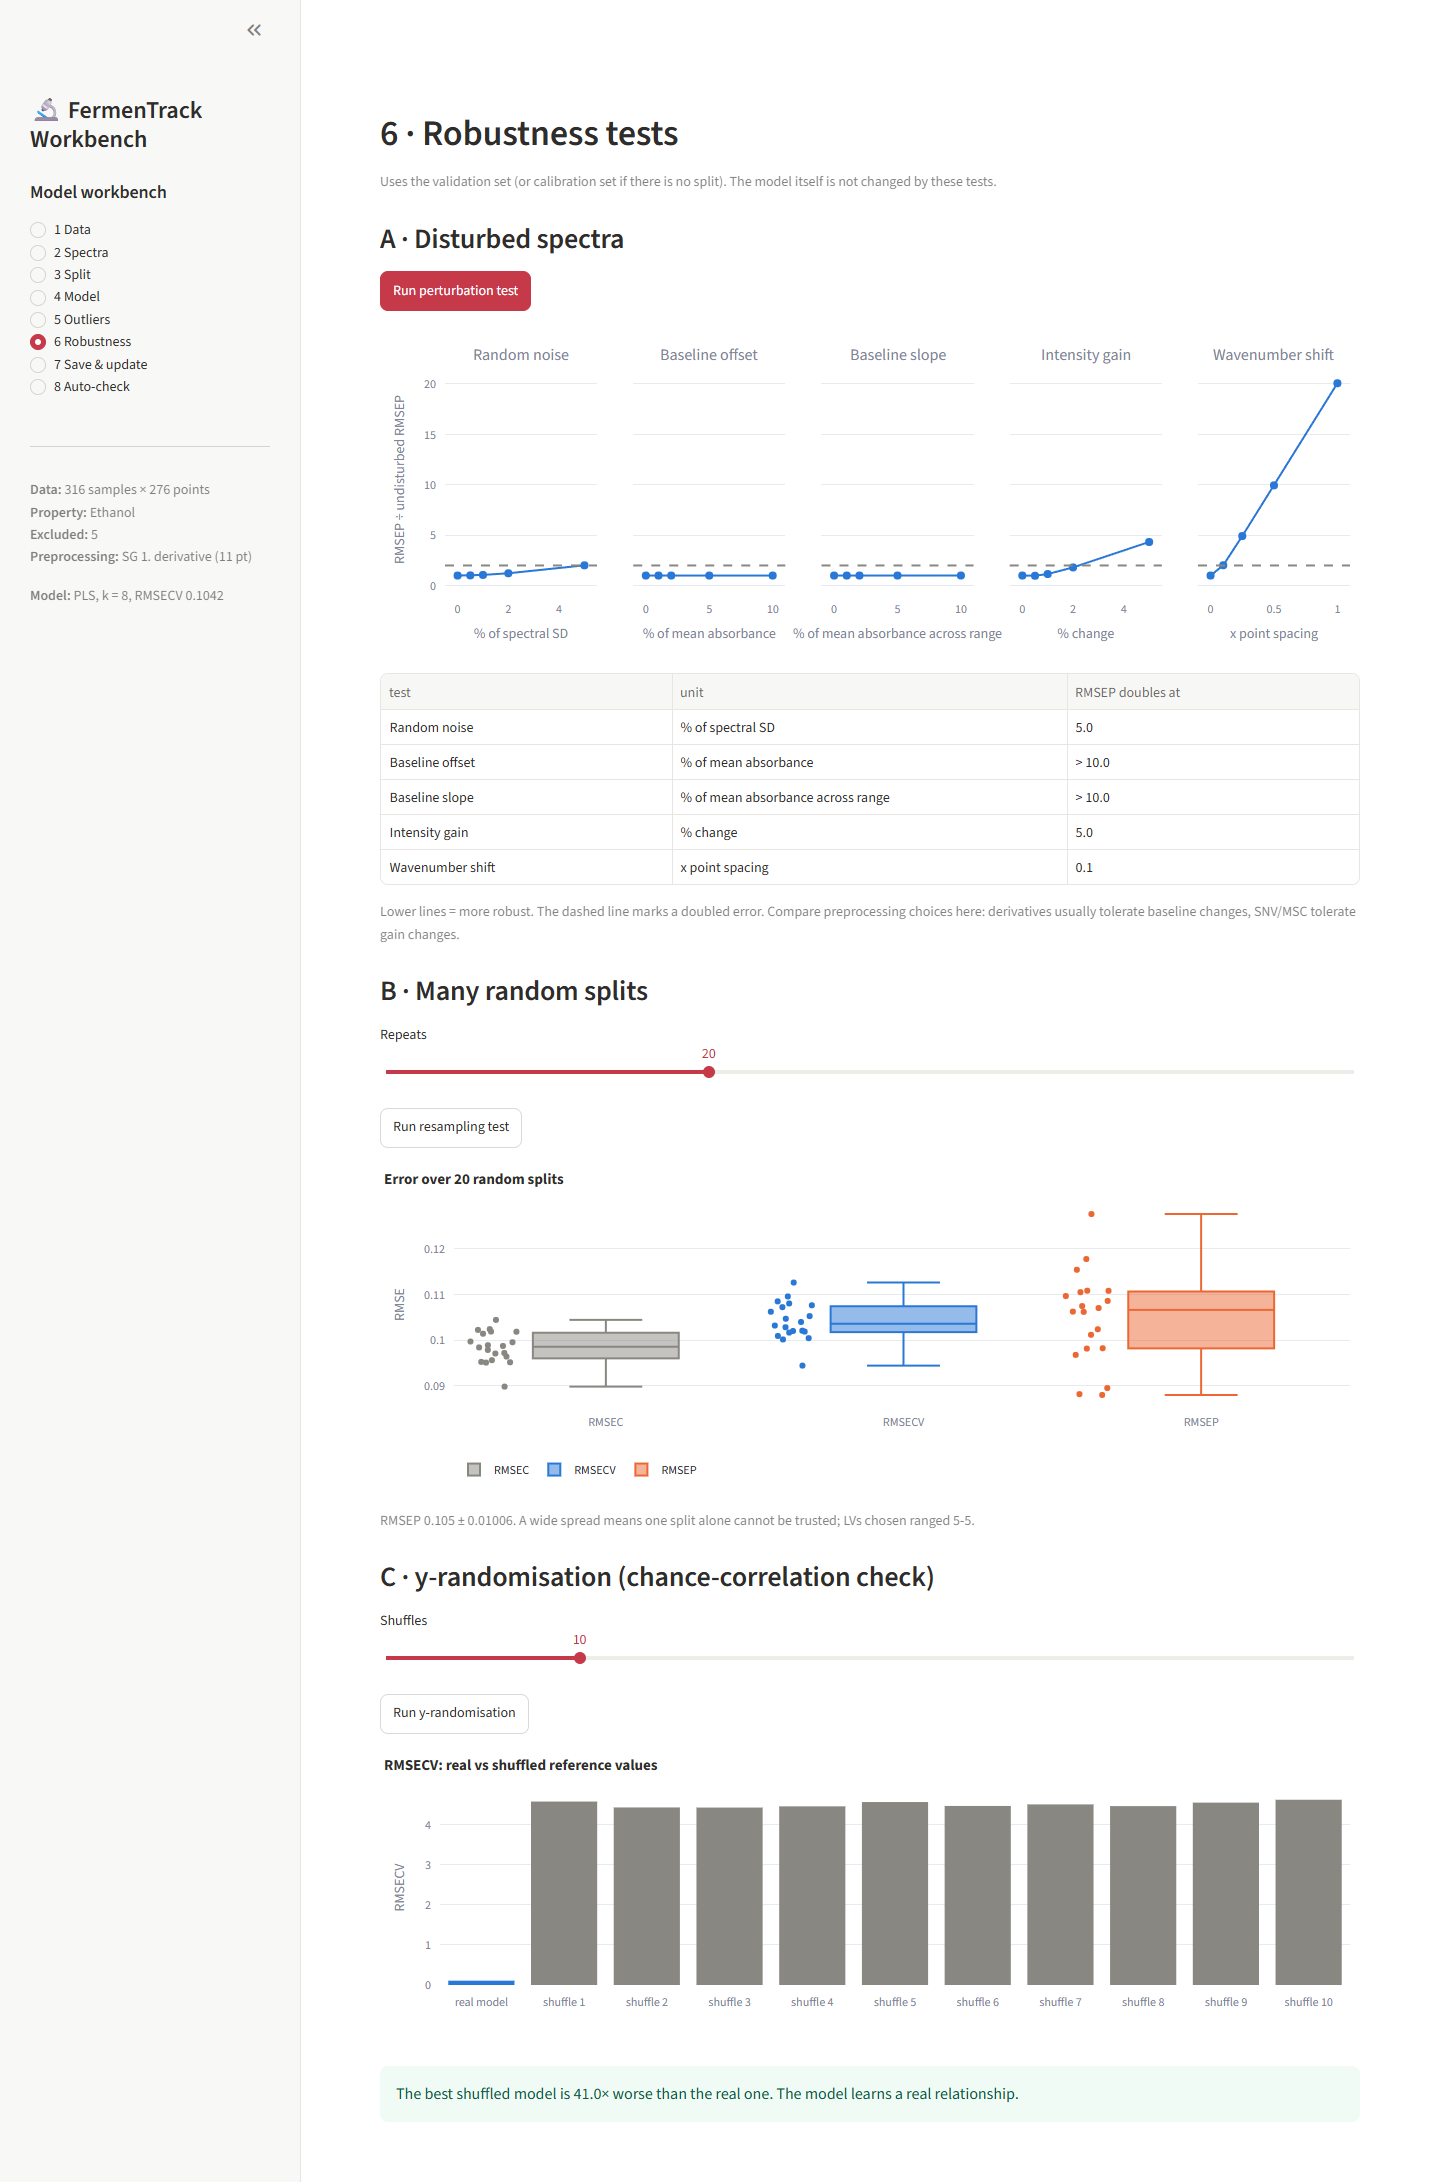 FermenTrack
Workbench
Model workbench
1 Data
2 Spectra
3 Split
4 Model
5 Outliers
6 Robustness
7 Save & update
8 Auto-check
Data: 316 samples × 276 points
Property: Ethanol
Excluded: 5
Preprocessing: SG 1. derivative (11 pt)
Model: PLS, k = 8, RMSECV 0.1042
6 · Robustness tests
Uses the validation set (or calibration set if there is no split). The model itself is not changed by these tests.
A · Disturbed spectra
Run perturbation test
Random noise Baseline offset Baseline slope Intensity gain Wavenumber shift
RMSEP ÷ undisturbed RMSEP
20
15
10
5
0
0 2 4 0 5 10 0 5 10 0 2 4 0 0.5 1
% of spectral SD % of mean absorbance % of mean absorbance across range % change x point spacing
test unit RMSEP doubles at
Random noise % of spectral SD 5.0
Baseline offset % of mean absorbance > 10.0
Baseline slope % of mean absorbance across range > 10.0
Intensity gain % change 5.0
Wavenumber shift x point spacing 0.1
Lower lines = more robust. The dashed line marks a doubled error. Compare preprocessing choices here: derivatives usually tolerate baseline changes, SNV/MSC tolerate
gain changes.
B · Many random splits
Repeats
20
Run resampling test
Error over 20 random splits
RMSE
0.12
0.11
0.1
0.09
RMSEC RMSECV RMSEP
RMSEC RMSECV RMSEP
RMSEP 0.105 ± 0.01006. A wide spread means one split alone cannot be trusted; LVs chosen ranged 5-5.
C · y-randomisation (chance-correlation check)
Shuffles
10
Run y-randomisation
RMSECV: real vs shuffled reference values
RMSECV
4
3
2
1
0
real model shuffle 1 shuffle 2 shuffle 3 shuffle 4 shuffle 5 shuffle 6 shuffle 7 shuffle 8 shuffle 9 shuffle 10
The best shuffled model is 41.0× worse than the real one. The model learns a real relationship.